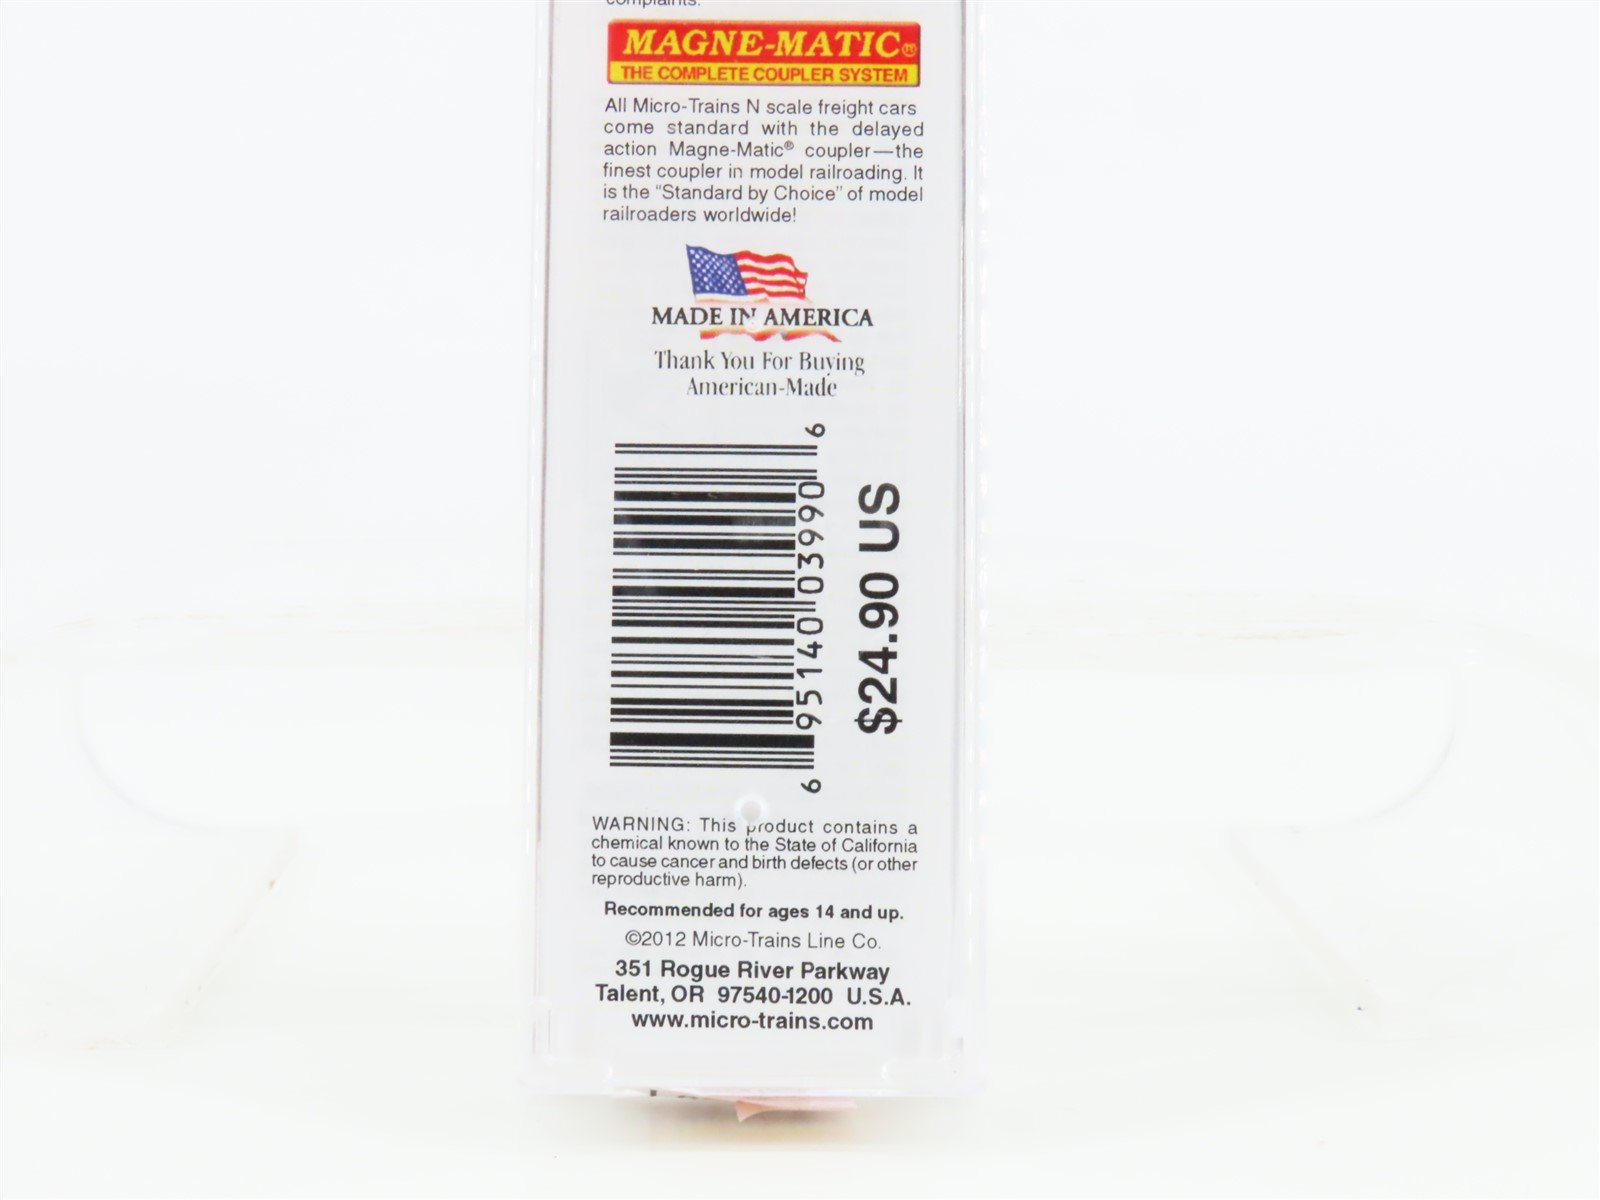 complaints.
MAGNE-MATIC®
THE COMPLETE COUPLER SYSTEM
All Micro-Trains N scale freight cars
come standard with the delayed
action Magne-Matic® coupler—the
finest coupler in model railroading. It
is the "Standard by Choice" of model
railroaders worldwide!
MADE IN AMERICA
Thank You For Buying
American-Made
6 95140 03990 6
$24.90 US
WARNING: This product contains a
chemical known to the State of California
to cause cancer and birth defects (or other
reproductive harm).
Recommended for ages 14 and up.
©2012 Micro-Trains Line Co.
351 Rogue River Parkway
Talent, OR 97540-1200 U.S.A.
www.micro-trains.com